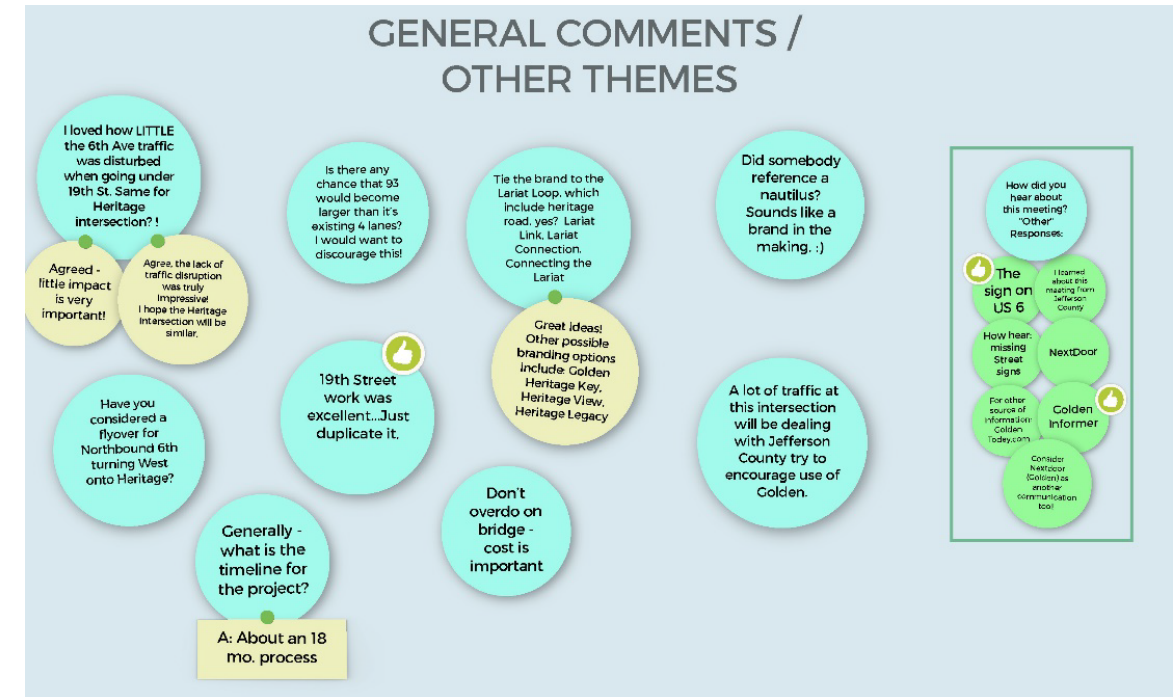 GENERAL COMMENTS /
OTHER THEMES
I loved how LITTLE
the 6th Ave traffic
was disturbed
when going under
19th St. Same for
Heritage
intersection? !
Agreed -
little impact
is very
important!
Agree, the lack of
traffic disruption
was truly
impressive!
I hope the Heritage
Intersection will be
similar.
Is there any
chance that 93
would become
larger than it's
existing 4 lanes?
I would want to
discourage this!
Tie the brand to the
Lariat Loop, which
include heritage
road, yes? Lariat
Link, Lariat
Connection,
Connecting the
Lariat
Great ideas!
Other possible
branding options
include: Golden
Heritage Key,
Heritage View,
Heritage Legacy
Did somebody
reference a
nautilus?
Sounds like a
brand in the
making, :)
Have you
considered a
flyover for
Northbound 6th
turning West
onto Heritage?
19th Street
work was
excellent...Just
duplicate it.
A lot of traffic at
this intersection
will be dealing
with Jefferson
County try to
encourage use of
Golden.
Generally -
what is the
timeline for
the project?
A: About an 18
mo. process
Don't
overdo on
bridge -
cost is
important
How did you
hear about
this meeting?
"Other"
Responses:
The
sign on
US 6
I learned
about this
meeting from
Jefferson
County
How hear:
missing
Street
signs
NextDoor
For other
source of
information:
Golden
Today.com
Golden
Informer
Consider
Nextdoor
(Golden) as
another
communication
tool